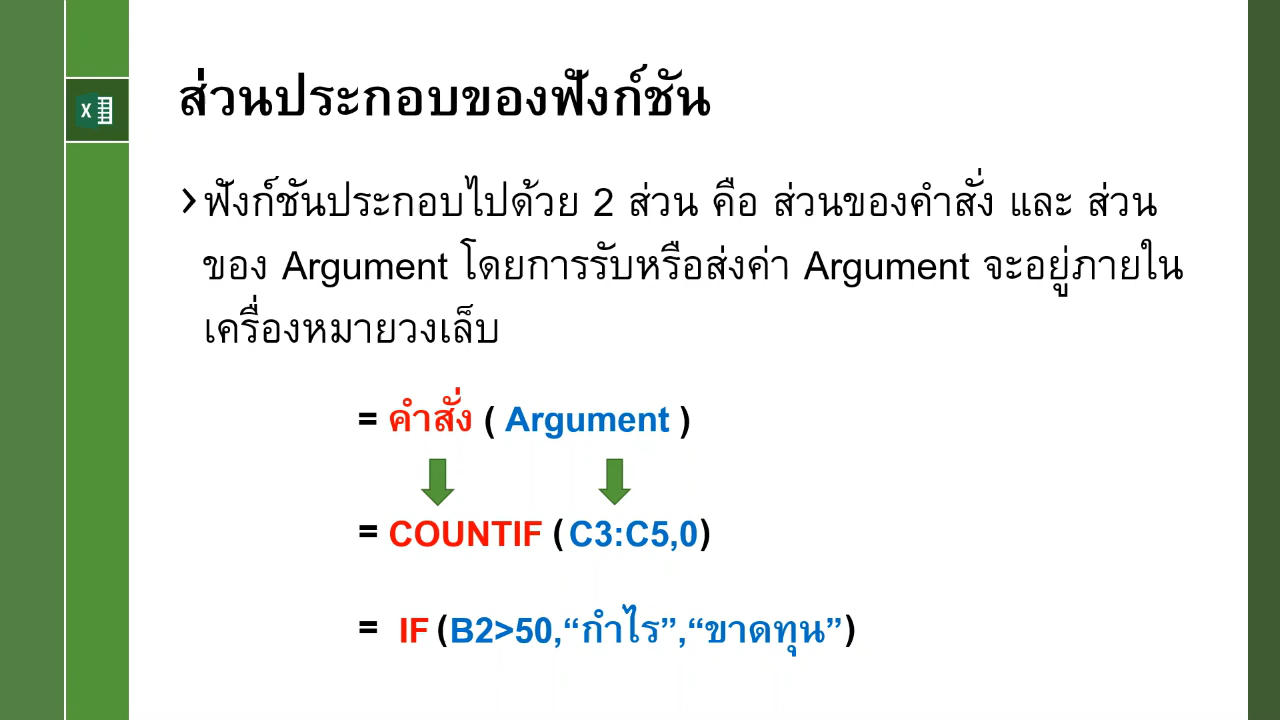 ส่วนประกอบของฟังก์ชัน
ฟังก์ชันประกอบไปด้วย 2 ส่วน คือ ส่วนของคำสั่ง และ ส่วน
ของ Argument โดยการรับหรือส่งค่า Argument จะอยู่ภายใน
เครื่องหมายวงเล็บ
= คำสั่ง ( Argument )
= COUNTIF (C3:C5,0)
= IF (B2>50,“กำไร”,“ขาดทุน”)